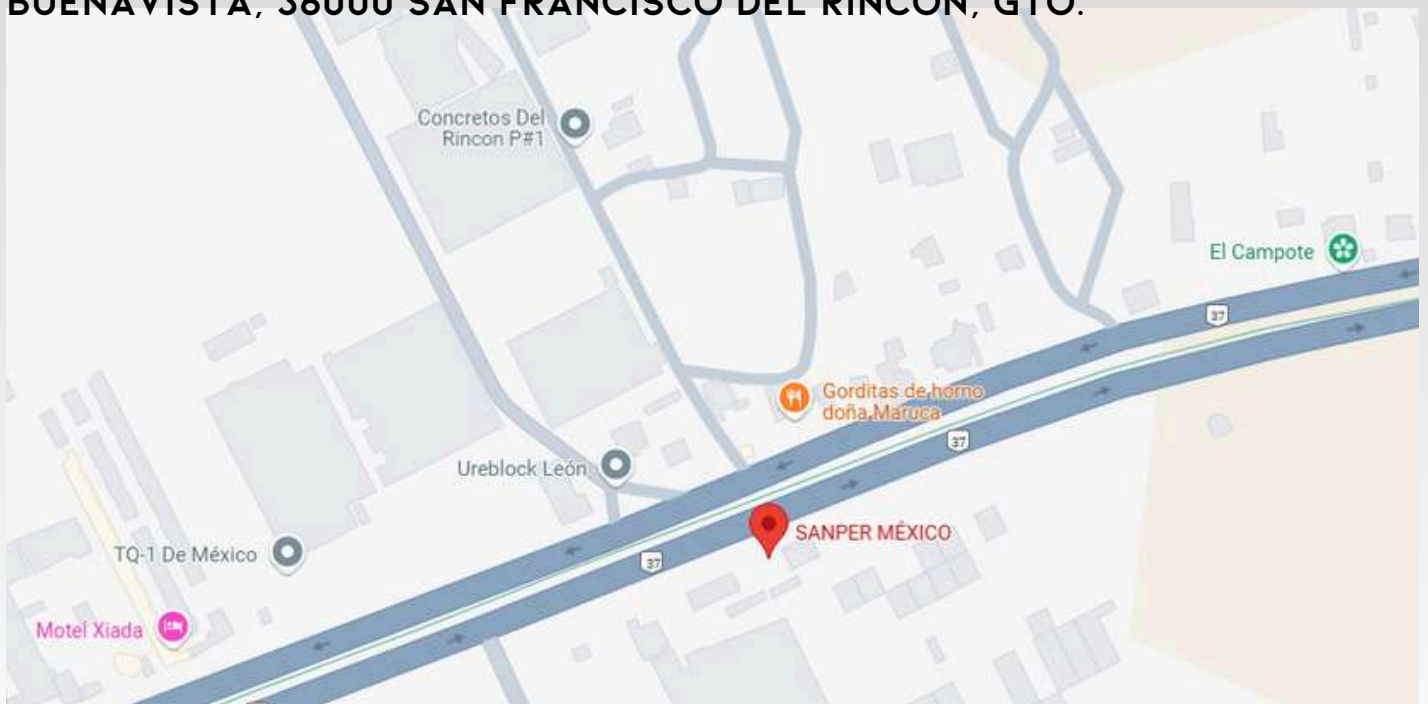 BUENAVISTA, 36000 SAN FRANCISCO DEL RINCÓN, GTO.
Concretos Del
Rincon P#1
El Campote
37
Gorditas de horno
doña Maruca
37
Ureblock León
SANPER MÉXICO
TQ-1 De México
37
Motel Xiada